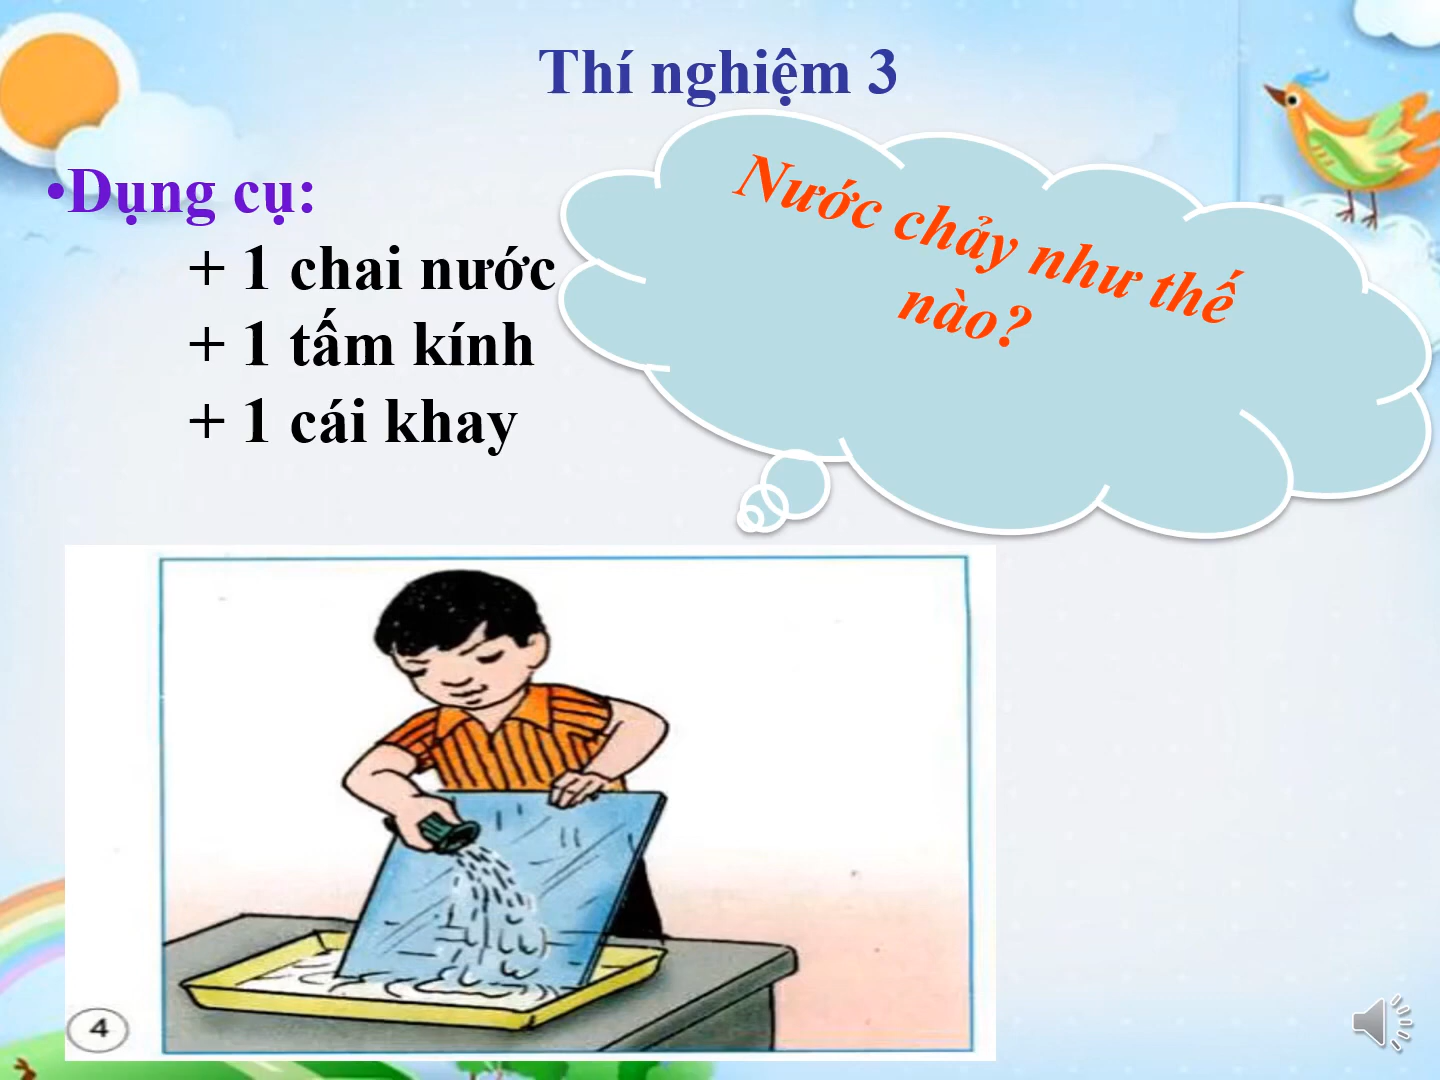 Thí nghiệm 3
•Dụng cụ:
+ 1 chai nước
+ 1 tấm kính
+ 1 cái khay
Nước chảy như thế
nào?
4